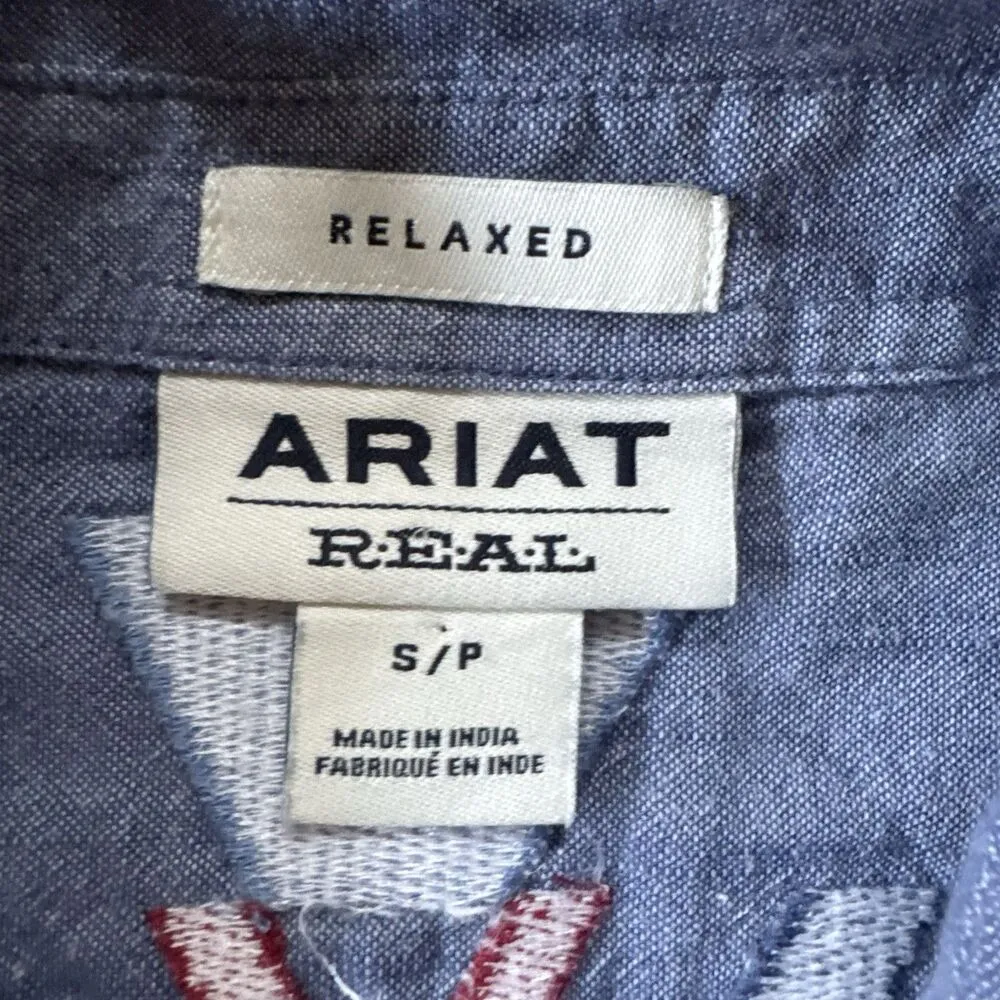 RELAXED
ARIAT
R·E·A·L
S/P
MADE IN INDIA
FABRIQUÉ EN INDE